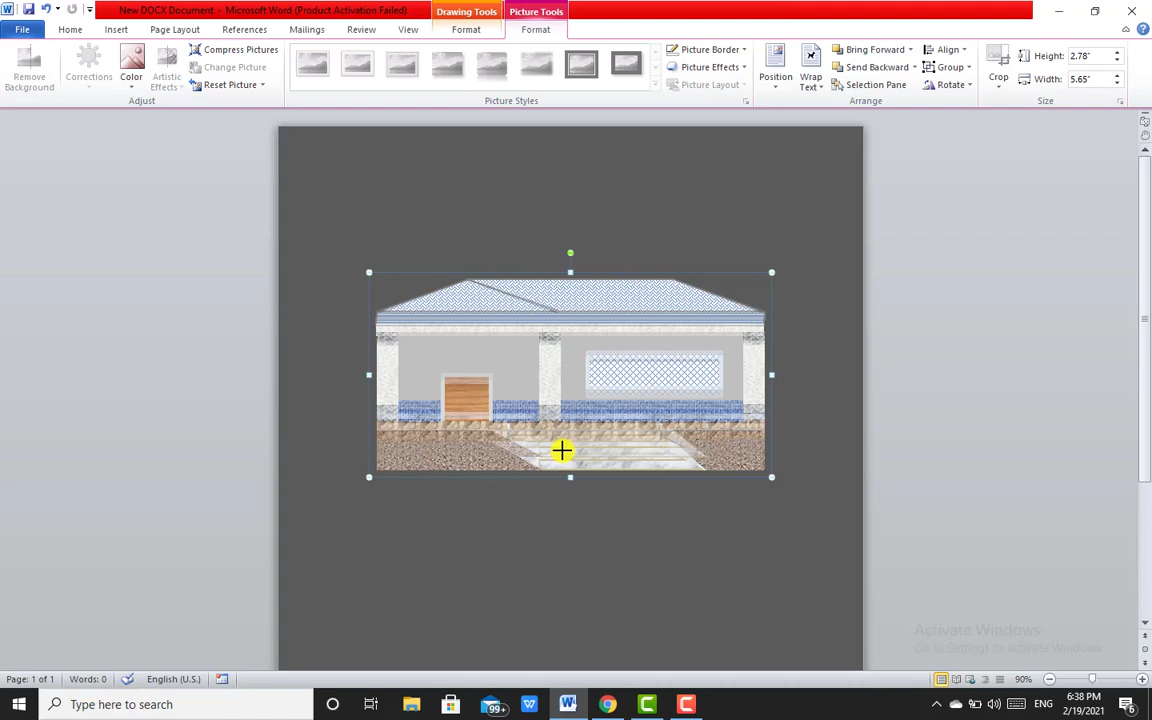 New DOCX Document - Microsoft Word (Product Activation Failed)
Drawing Tools
Picture Tools
File
Home
Insert
Page Layout
References
Mailings
Review
View
Format
Format
Remove Background
Corrections
Color
Artistic Effects
Compress Pictures
Change Picture
Reset Picture
Adjust
Picture Styles
Picture Border
Picture Effects
Picture Layout
Position
Wrap Text
Bring Forward
Send Backward
Selection Pane
Align
Group
Rotate
Arrange
Crop
Height: 2.78"
Width: 5.65"
Size
Activate Windows
Go to Settings to activate Windows.
Page: 1 of 1
Words: 0
English (U.S.)
90%
Type here to search
99+
ENG
6:38 PM
2/19/2021
6